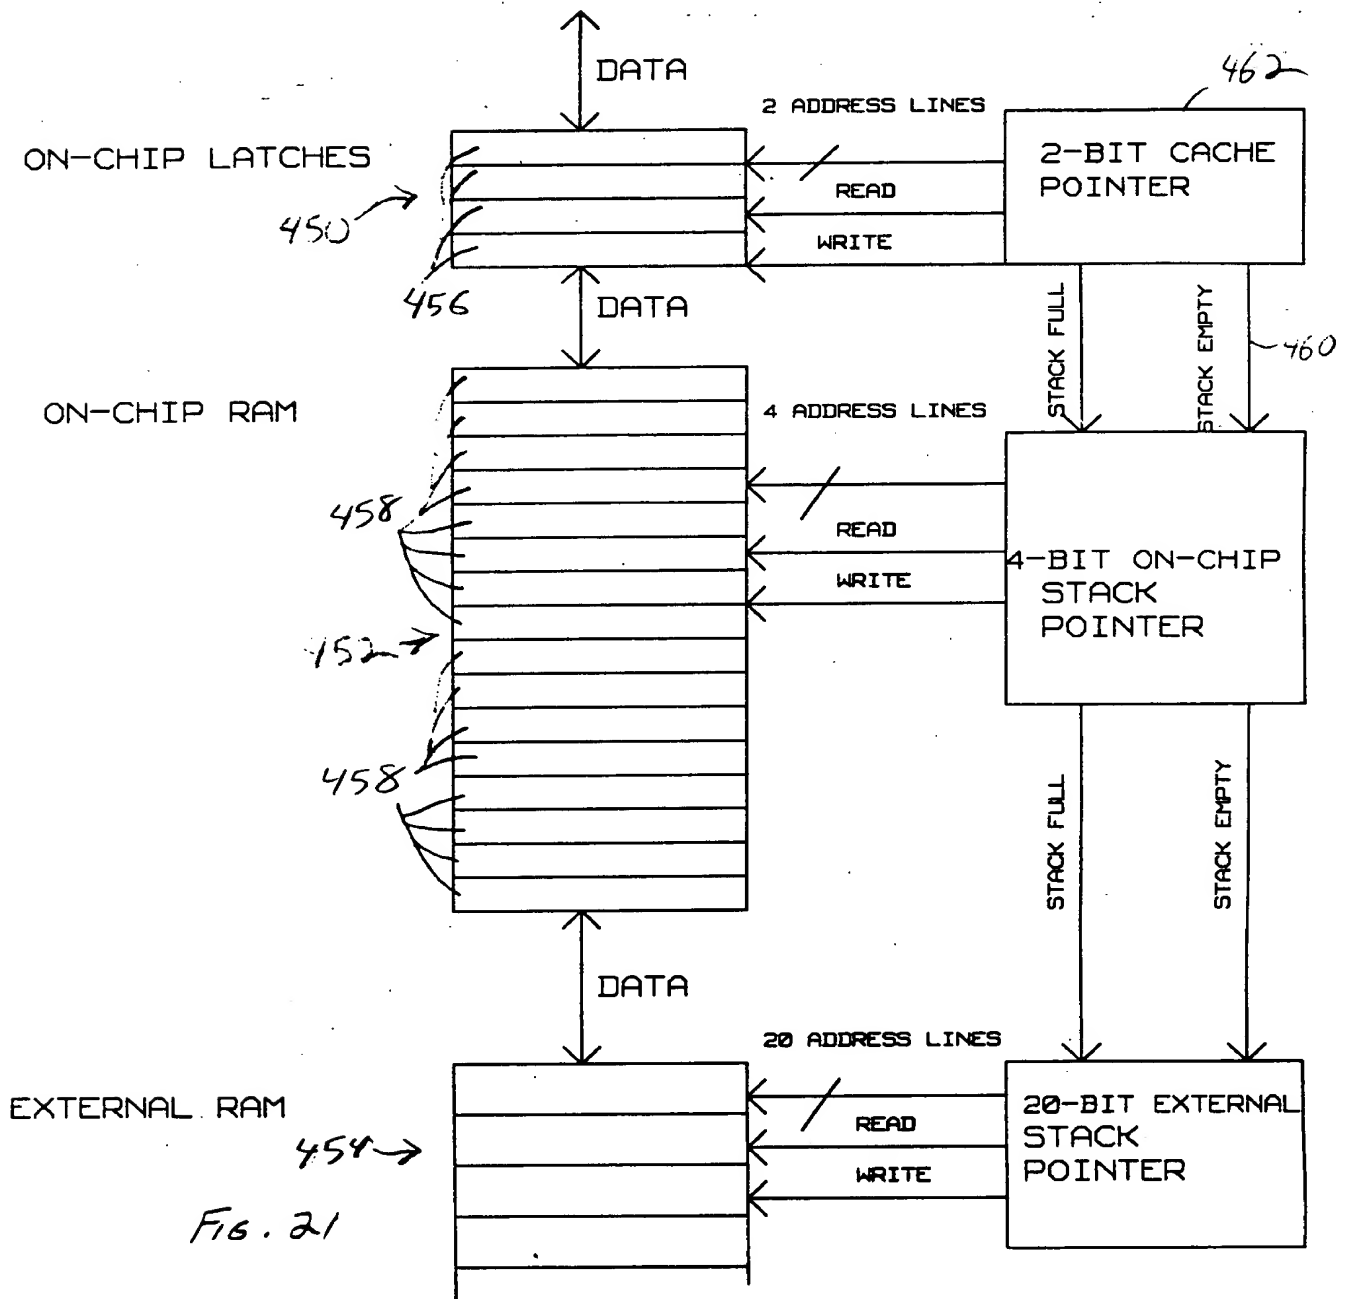 DATA
462
2 ADDRESS LINES
ON-CHIP LATCHES
2-BIT CACHE
POINTER
READ
450
WRITE
456
DATA
STACK FULL
STACK EMPTY
460
ON-CHIP RAM
4 ADDRESS LINES
458
READ
4-BIT ON-CHIP
STACK
POINTER
WRITE
452
458
STACK FULL
STACK EMPTY
DATA
20 ADDRESS LINES
EXTERNAL RAM
20-BIT EXTERNAL
STACK
POINTER
READ
454
WRITE
FIG. 21